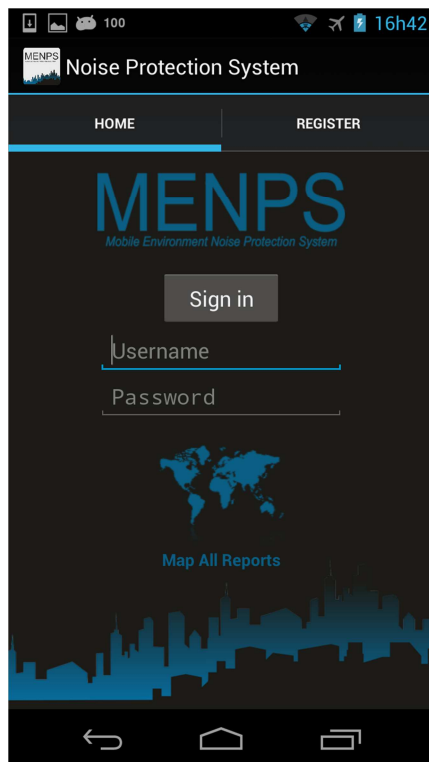 100
16h42
MENPS
Noise Protection System
HOME
REGISTER
MENPS
Mobile Environment Noise Protection System
Sign in
Username
Password
Map All Reports